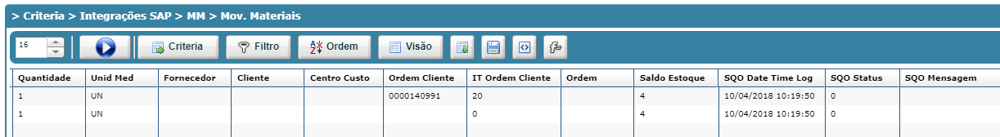 > Criteria > Integrações SAP > MM > Mov. Materiais
16 Criteria Filtro Ordem Visão
Quantidade Unid Med Fornecedor Cliente Centro Custo Ordem Cliente IT Ordem Cliente Ordem Saldo Estoque SQO Date Time Log SQO Status SQO Mensagem
1 UN 0000140991 20 4 10/04/2018 10:19:50 0
1 UN 0 4 10/04/2018 10:19:50 0